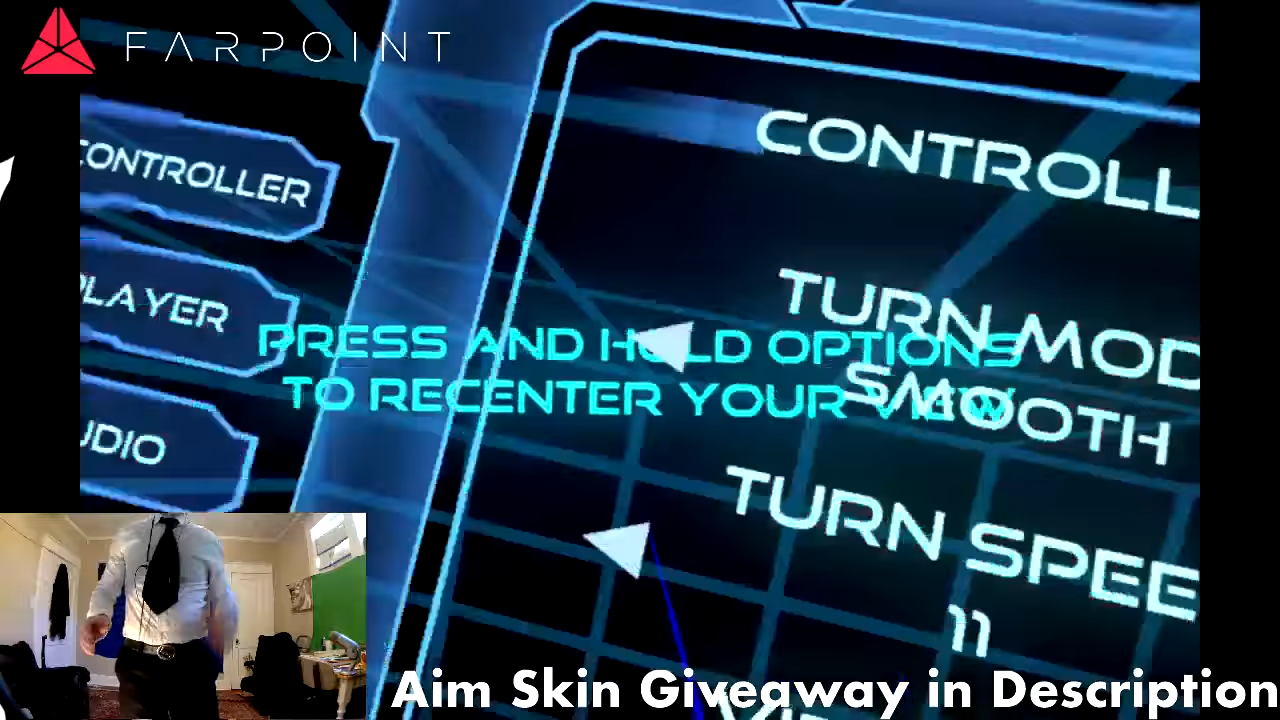 FARPOINT
CONTROLLER
PLAYER
UDIO
CONTROLL
TURN MOD
SMOOTH
TURN SPEE
11
PRESS AND HOLD OPTIONS
TO RECENTER YOUR VIEW
Aim Skin Giveaway in Description